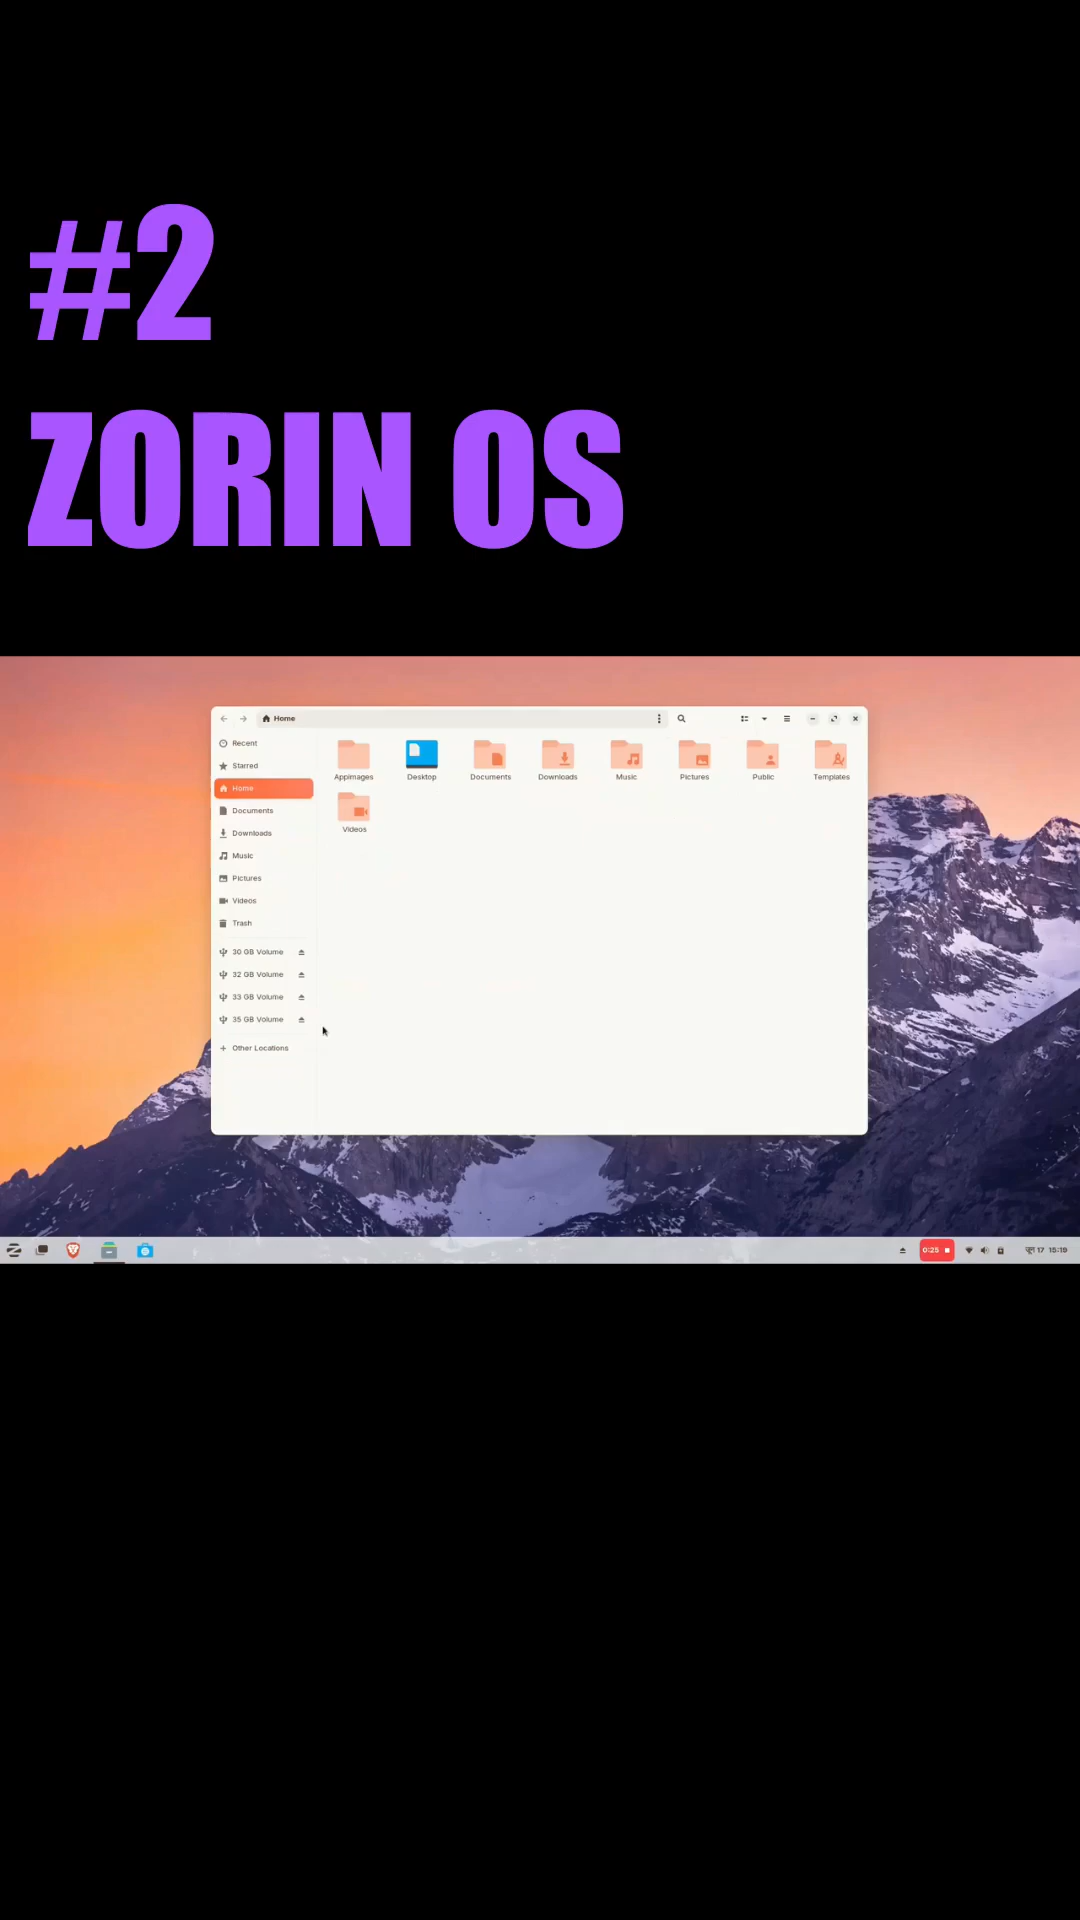 #2
ZORIN OS
Home
Recent
Starred
Home
Documents
Downloads
Music
Pictures
Videos
Trash
30 GB Volume
32 GB Volume
33 GB Volume
35 GB Volume
Other Locations
AppImages
Desktop
Documents
Downloads
Music
Pictures
Public
Templates
Videos
0:25
जून 17 15:19